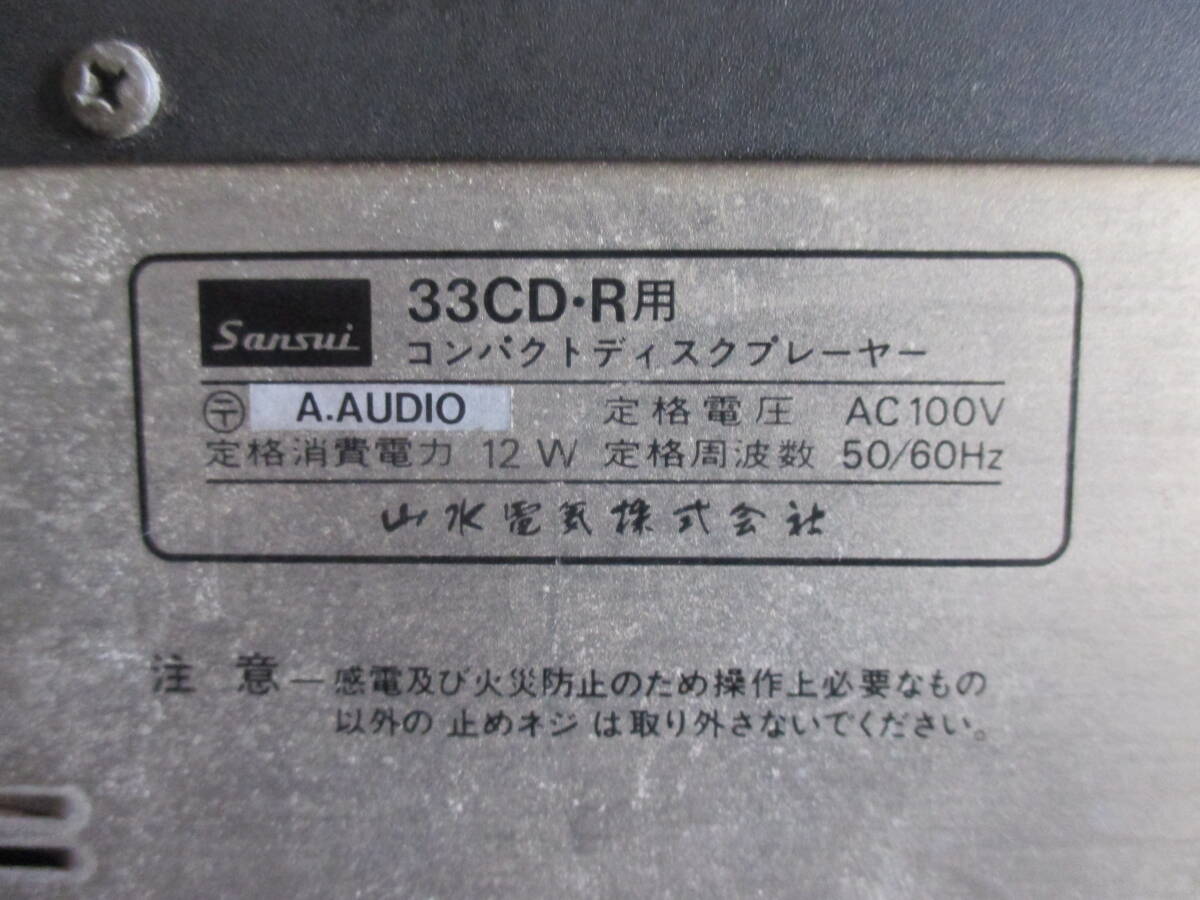 Sansui
33CD・R用
コンパクトディスクプレーヤー
〒 A.AUDIO 定格電圧 AC100V
定格消費電力 12W 定格周波数 50/60Hz
山水電気株式会社
注意―感電及び火災防止のため操作上必要なもの
以外の止めネジは取り外さないでください。